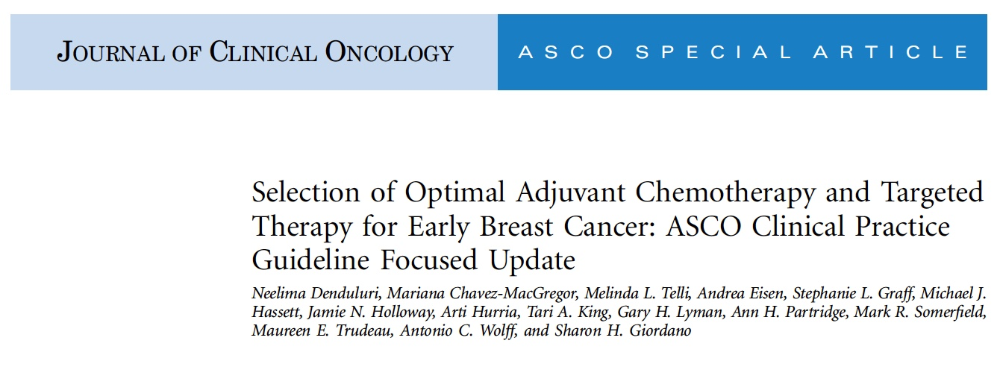 JOURNAL OF CLINICAL ONCOLOGY
ASCO SPECIAL ARTICLE
Selection of Optimal Adjuvant Chemotherapy and Targeted
Therapy for Early Breast Cancer: ASCO Clinical Practice
Guideline Focused Update
Neelima Denduluri, Mariana Chavez-MacGregor, Melinda L. Telli, Andrea Eisen, Stephanie L. Graff, Michael J.
Hassett, Jamie N. Holloway, Arti Hurria, Tari A. King, Gary H. Lyman, Ann H. Partridge, Mark R. Somerfield,
Maureen E. Trudeau, Antonio C. Wolff, and Sharon H. Giordano